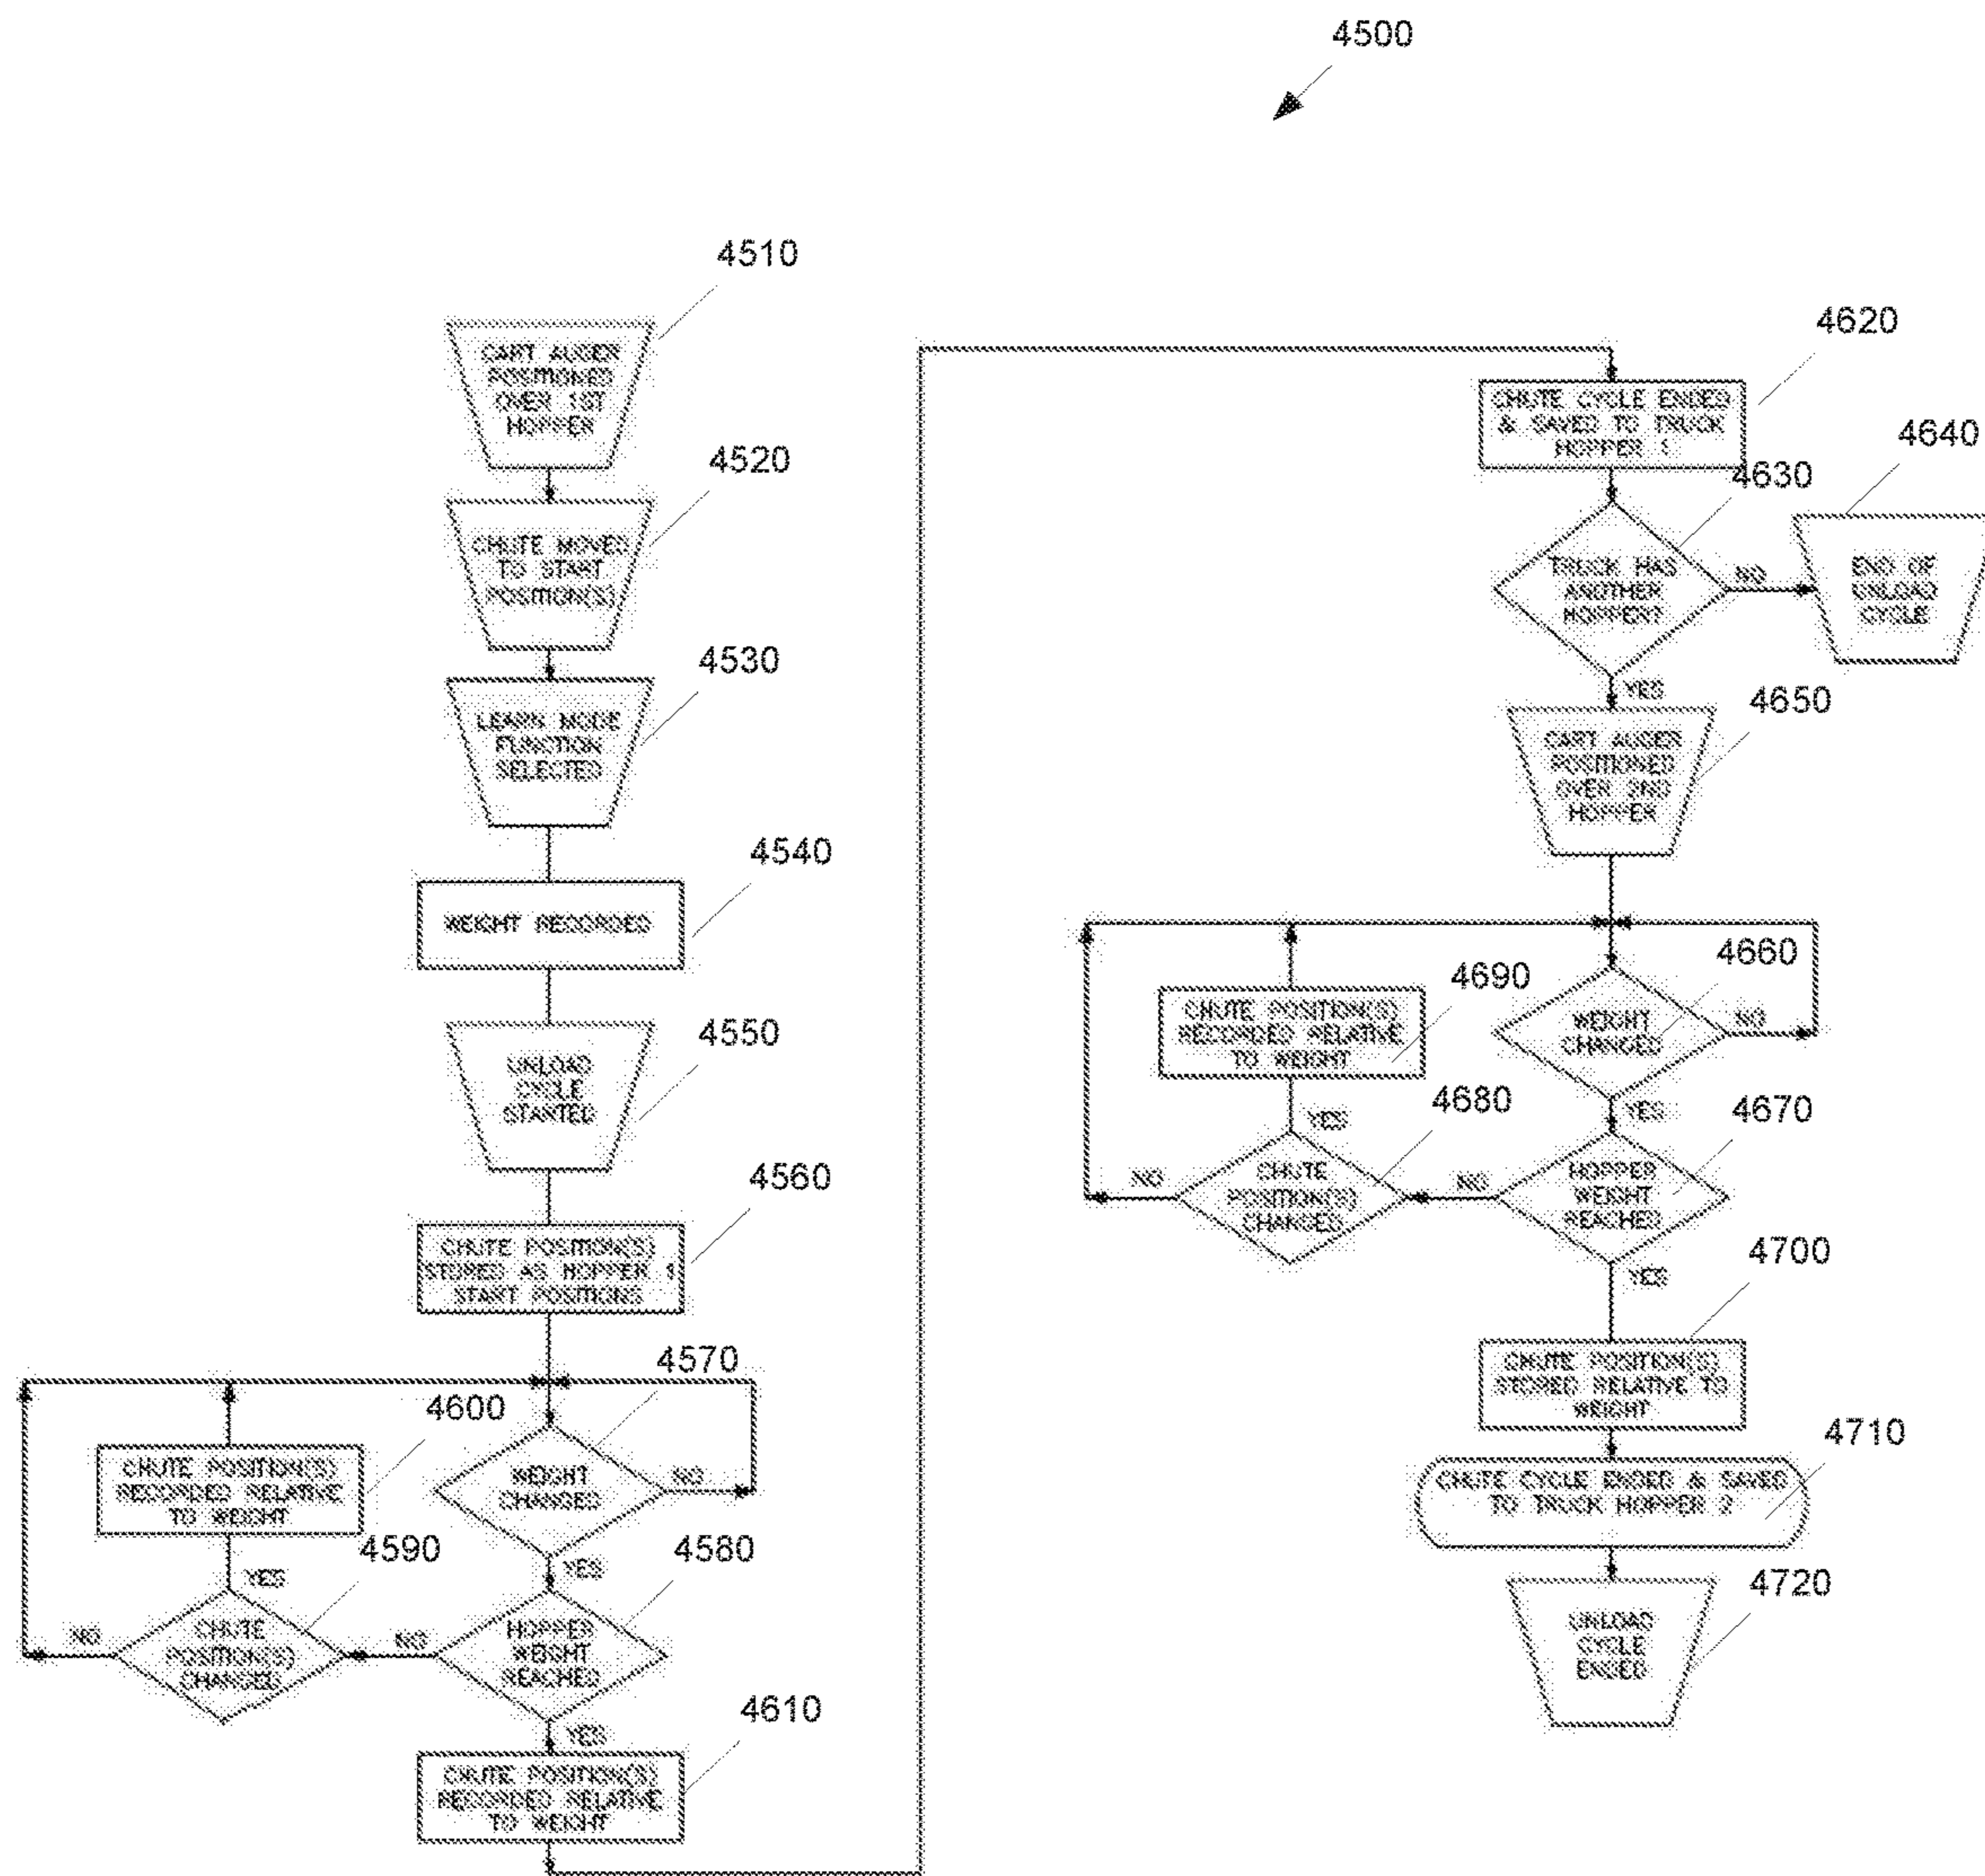 4500
4510
CART AUGER
POSITIONED
OVER 1ST
HOPPER
4520
CHUTE MOVED
TO START
POSITION(S)
4530
LEARN MODE
FUNCTION
SELECTED
4540
WEIGHT RECORDED
4550
UNLOAD
CYCLE
STARTED
4560
CHUTE POSITION(S)
STORED AS HOPPER 1
START POSITIONS
4570
WEIGHT
CHANGED
NO
YES
4600
CHUTE POSITION(S)
RECORDED RELATIVE
TO WEIGHT
4590
YES
CHUTE
POSITION(S)
CHANGED
NO
4580
HOPPER
WEIGHT
REACHED
NO
YES
4610
CHUTE POSITION(S)
RECORDED RELATIVE
TO WEIGHT
4620
CHUTE CYCLE ENDED
& SAVED TO TRUCK
HOPPER 1
4630
TRUCK HAS
ANOTHER
HOPPER?
NO
YES
4640
END OF
UNLOAD
CYCLE
4650
CART AUGER
POSITIONED
OVER 2ND
HOPPER
4660
WEIGHT
CHANGED
NO
YES
4690
CHUTE POSITION(S)
RECORDED RELATIVE
TO WEIGHT
4680
YES
CHUTE
POSITION(S)
CHANGED
NO
4670
HOPPER
WEIGHT
REACHED
NO
YES
4700
CHUTE POSITION(S)
STORED RELATIVE TO
WEIGHT
4710
CHUTE CYCLE ENDED & SAVED
TO TRUCK HOPPER 2
4720
UNLOAD
CYCLE
ENDED